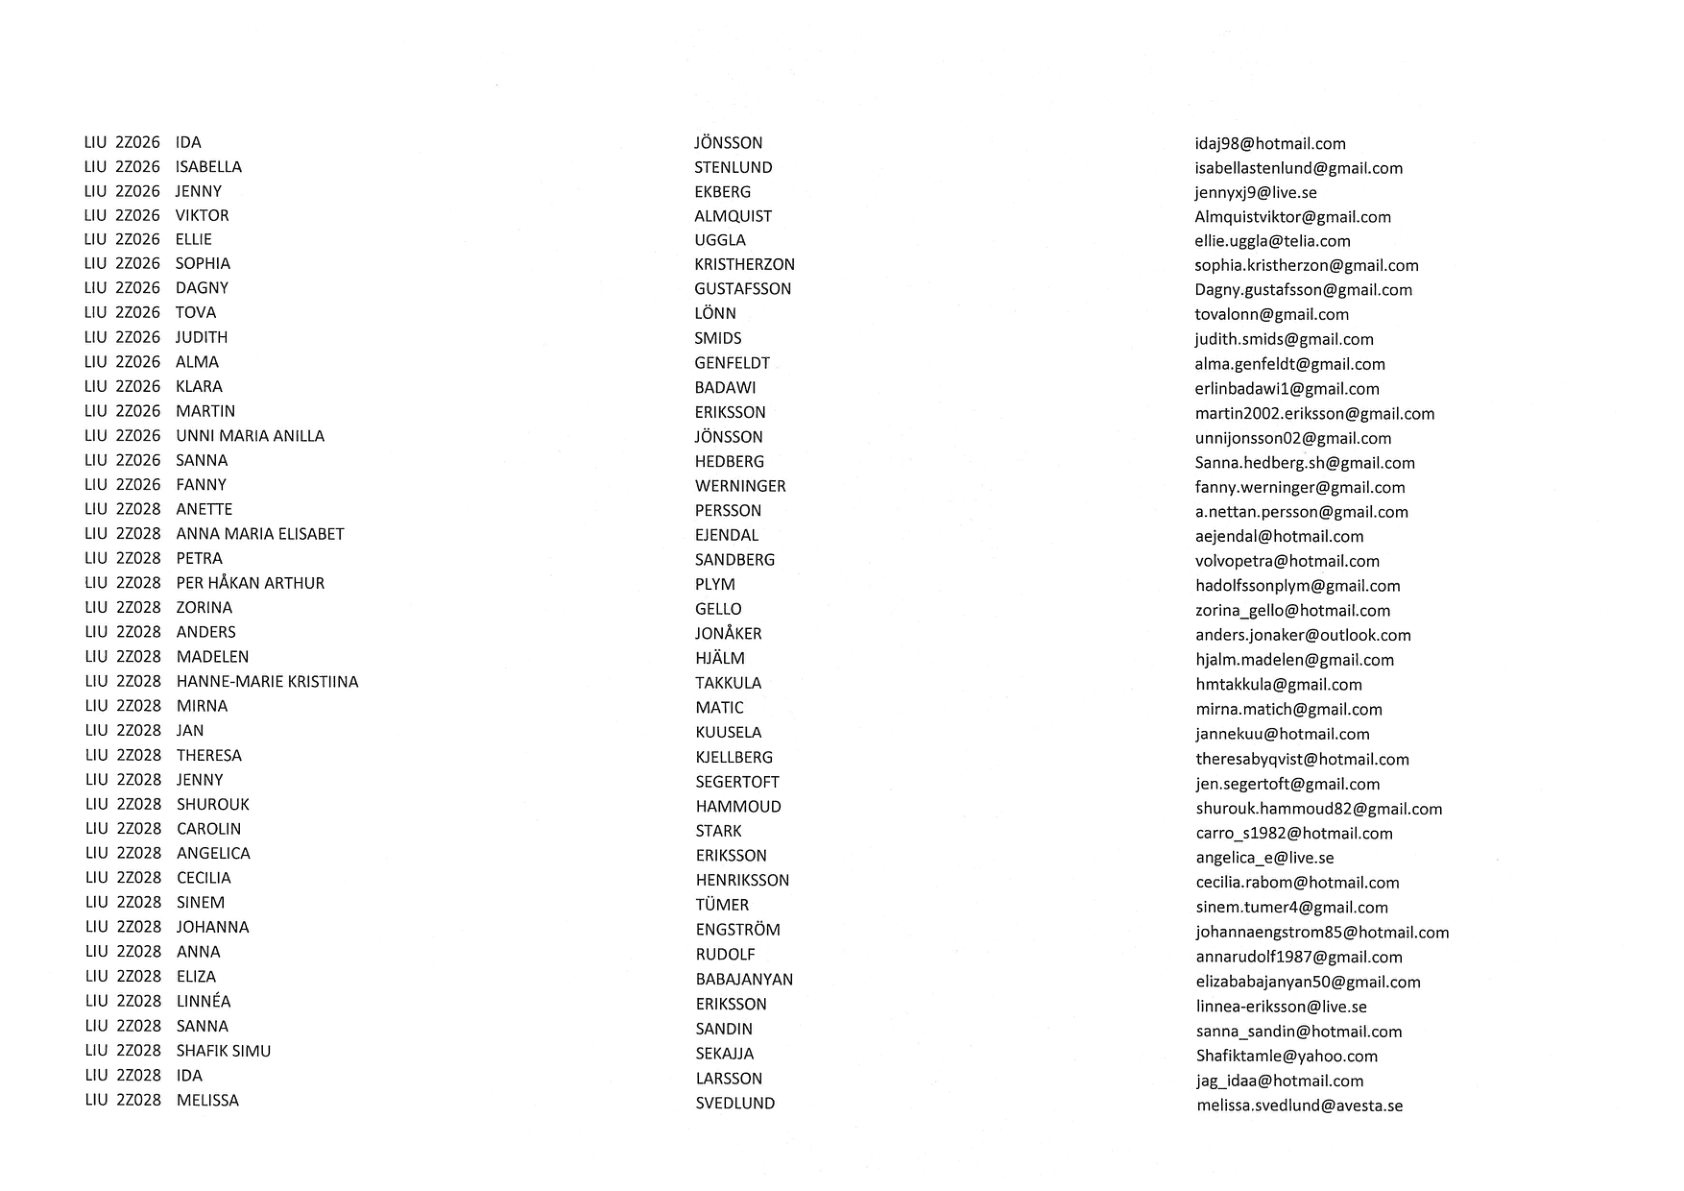 LIU 2Z026 IDA JÖNSSON idaj98@hotmail.com
LIU 2Z026 ISABELLA STENLUND isabellastenlund@gmail.com
LIU 2Z026 JENNY EKBERG jennyxj9@live.se
LIU 2Z026 VIKTOR ALMQUIST Almquistviktor@gmail.com
LIU 2Z026 ELLIE UGGLA ellie.uggla@telia.com
LIU 2Z026 SOPHIA KRISTHERZON sophia.kristherzon@gmail.com
LIU 2Z026 DAGNY GUSTAFSSON Dagny.gustafsson@gmail.com
LIU 2Z026 TOVA LÖNN tovalonn@gmail.com
LIU 2Z026 JUDITH SMIDS judith.smids@gmail.com
LIU 2Z026 ALMA GENFELDT alma.genfeldt@gmail.com
LIU 2Z026 KLARA BADAWI erlinbadawi1@gmail.com
LIU 2Z026 MARTIN ERIKSSON martin2002.eriksson@gmail.com
LIU 2Z026 UNNI MARIA ANILLA JÖNSSON unnijonsson02@gmail.com
LIU 2Z026 SANNA HEDBERG Sanna.hedberg.sh@gmail.com
LIU 2Z026 FANNY WERNINGER fanny.werninger@gmail.com
LIU 2Z028 ANETTE PERSSON a.nettan.persson@gmail.com
LIU 2Z028 ANNA MARIA ELISABET EJENDAL aejendal@hotmail.com
LIU 2Z028 PETRA SANDBERG volvopetra@hotmail.com
LIU 2Z028 PER HÅKAN ARTHUR PLYM hadolfssonplym@gmail.com
LIU 2Z028 ZORINA GELLO zorina_gello@hotmail.com
LIU 2Z028 ANDERS JONÅKER anders.jonaker@outlook.com
LIU 2Z028 MADELEN HJÄLM hjalm.madelen@gmail.com
LIU 2Z028 HANNE-MARIE KRISTIINA TAKKULA hmtakkula@gmail.com
LIU 2Z028 MIRNA MATIC mirna.matich@gmail.com
LIU 2Z028 JAN KUUSELA jannekuu@hotmail.com
LIU 2Z028 THERESA KJELLBERG theresabyqvist@hotmail.com
LIU 2Z028 JENNY SEGERTOFT jen.segertoft@gmail.com
LIU 2Z028 SHUROUK HAMMOUD shurouk.hammoud82@gmail.com
LIU 2Z028 CAROLIN STARK carro_s1982@hotmail.com
LIU 2Z028 ANGELICA ERIKSSON angelica_e@live.se
LIU 2Z028 CECILIA HENRIKSSON cecilia.rabom@hotmail.com
LIU 2Z028 SINEM TÜMER sinem.tumer4@gmail.com
LIU 2Z028 JOHANNA ENGSTRÖM johannaengstrom85@hotmail.com
LIU 2Z028 ANNA RUDOLF annarudolf1987@gmail.com
LIU 2Z028 ELIZA BABAJANYAN elizababajanyan50@gmail.com
LIU 2Z028 LINNÉA ERIKSSON linnea-eriksson@live.se
LIU 2Z028 SANNA SANDIN sanna_sandin@hotmail.com
LIU 2Z028 SHAFIK SIMU SEKAJJA Shafiktamle@yahoo.com
LIU 2Z028 IDA LARSSON jag_idaa@hotmail.com
LIU 2Z028 MELISSA SVEDLUND melissa.svedlund@avesta.se